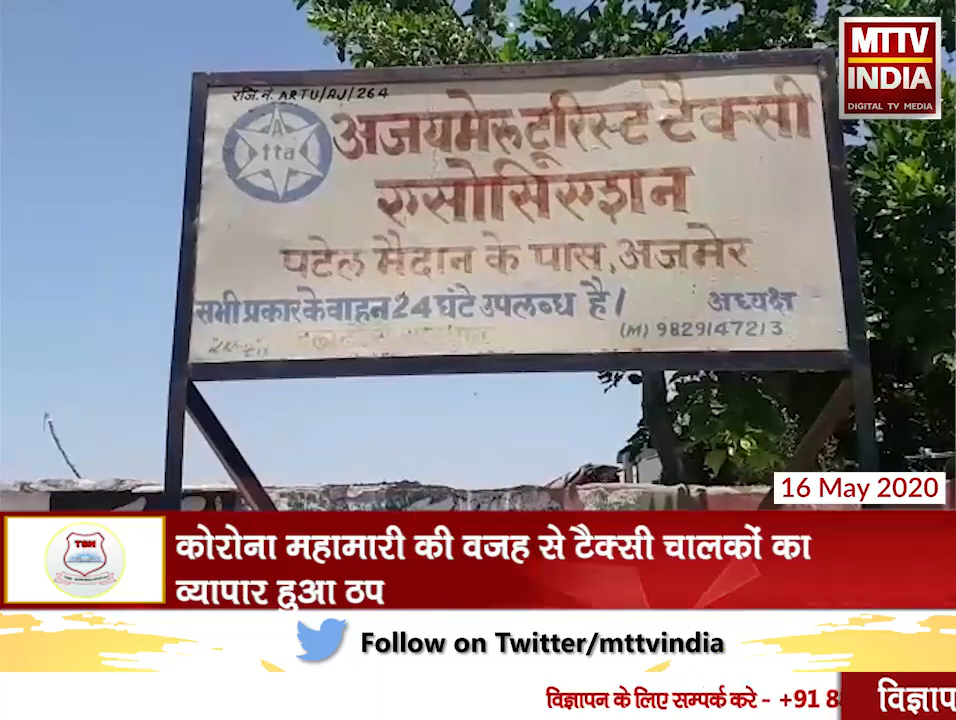 MTTV
INDIA
DIGITAL TV MEDIA
रजि.नं. ARTU/AJ/264
A
tta
अजयमेरू टूरिस्ट टैक्सी
एसोसिएशन
पटेल मैदान के पास, अजमेर
सभी प्रकार के वाहन 24 घंटे उपलब्ध है।
अध्यक्ष
(M) 9829147213
16 May 2020
TBN
कोरोना महामारी की वजह से टैक्सी चालकों का
व्यापार हुआ ठप
Follow on Twitter/mttvindia
विज्ञापन के लिए सम्पर्क करे - +91 8
विज्ञाप